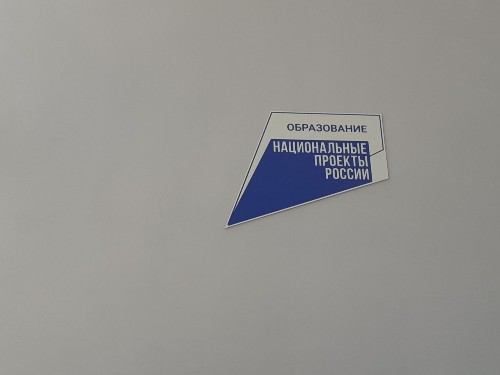 ОБРАЗОВАНИЕ
НАЦИОНАЛЬНЫЕ
ПРОЕКТЫ
РОССИИ